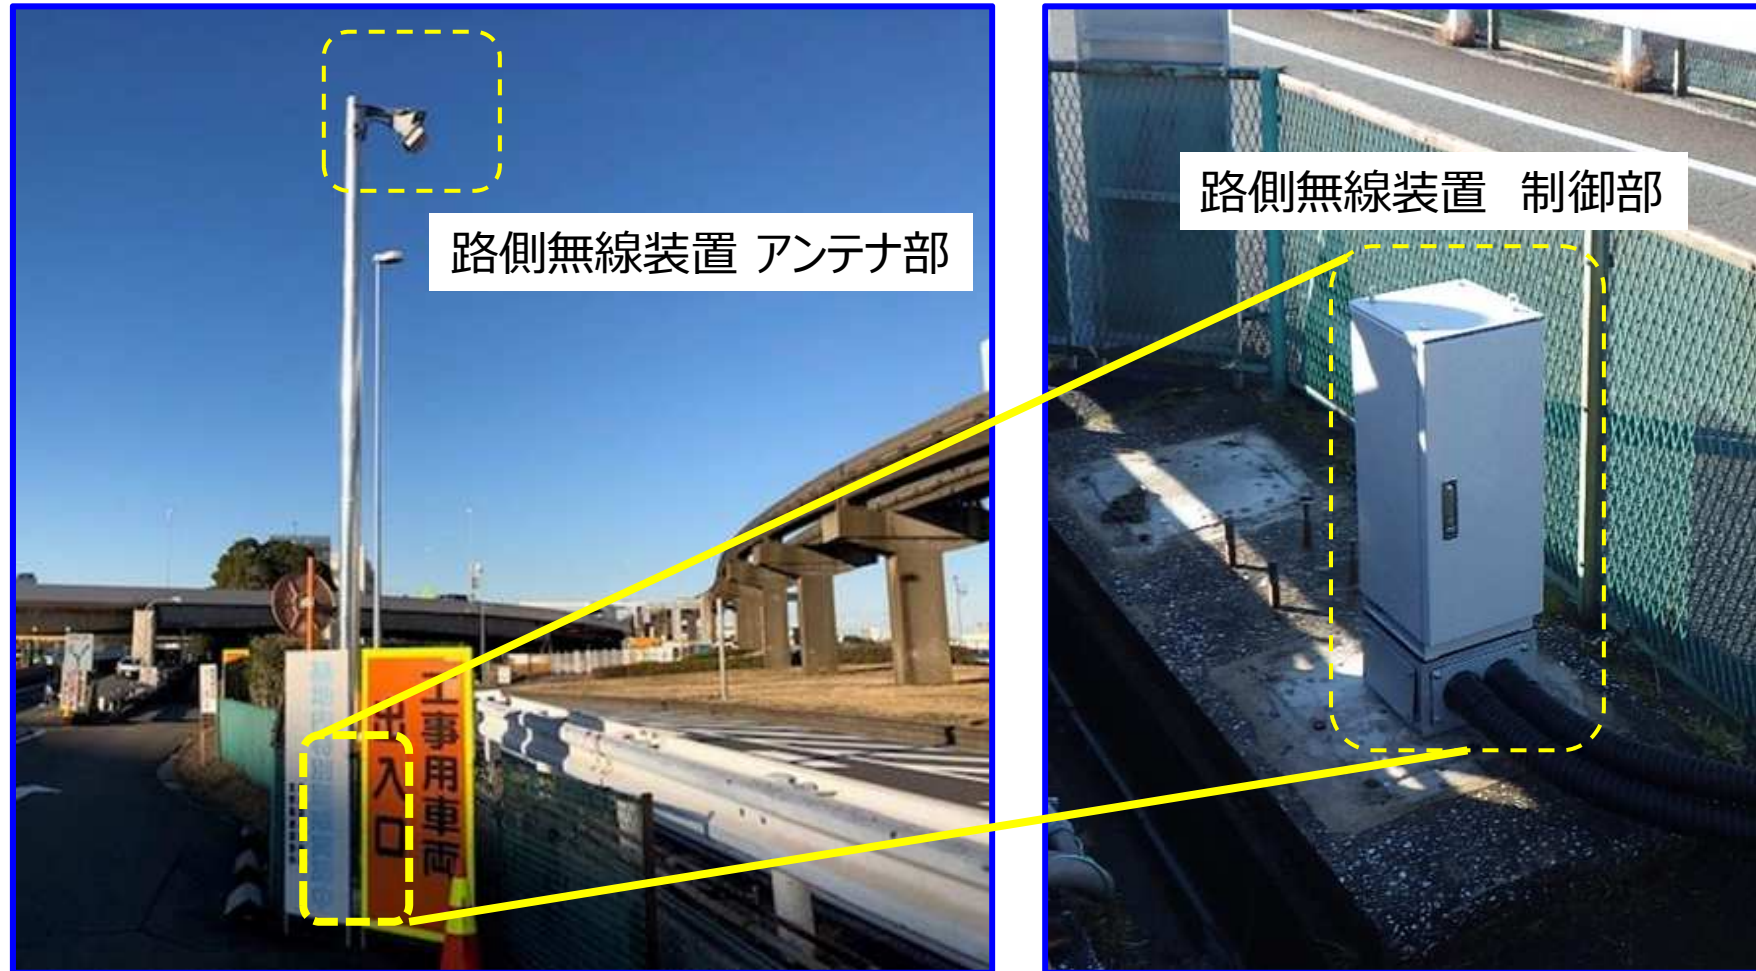 路側無線装置 アンテナ部
工事用車両
出入口
路側無線装置　制御部